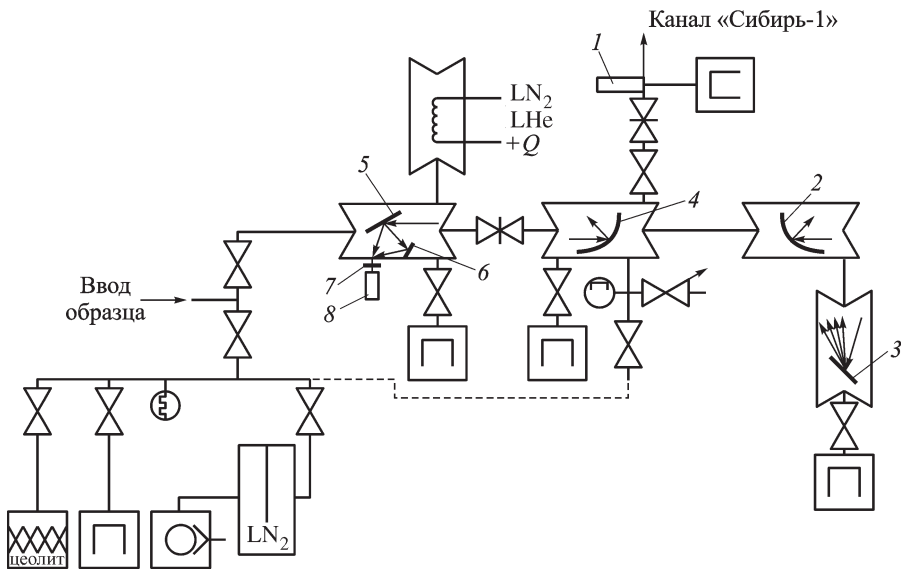 Канал «Сибирь-1»
1
LN2
LHe
+Q
5
4
2
6
7
8
Ввод
образца
3
LN2
цеолит